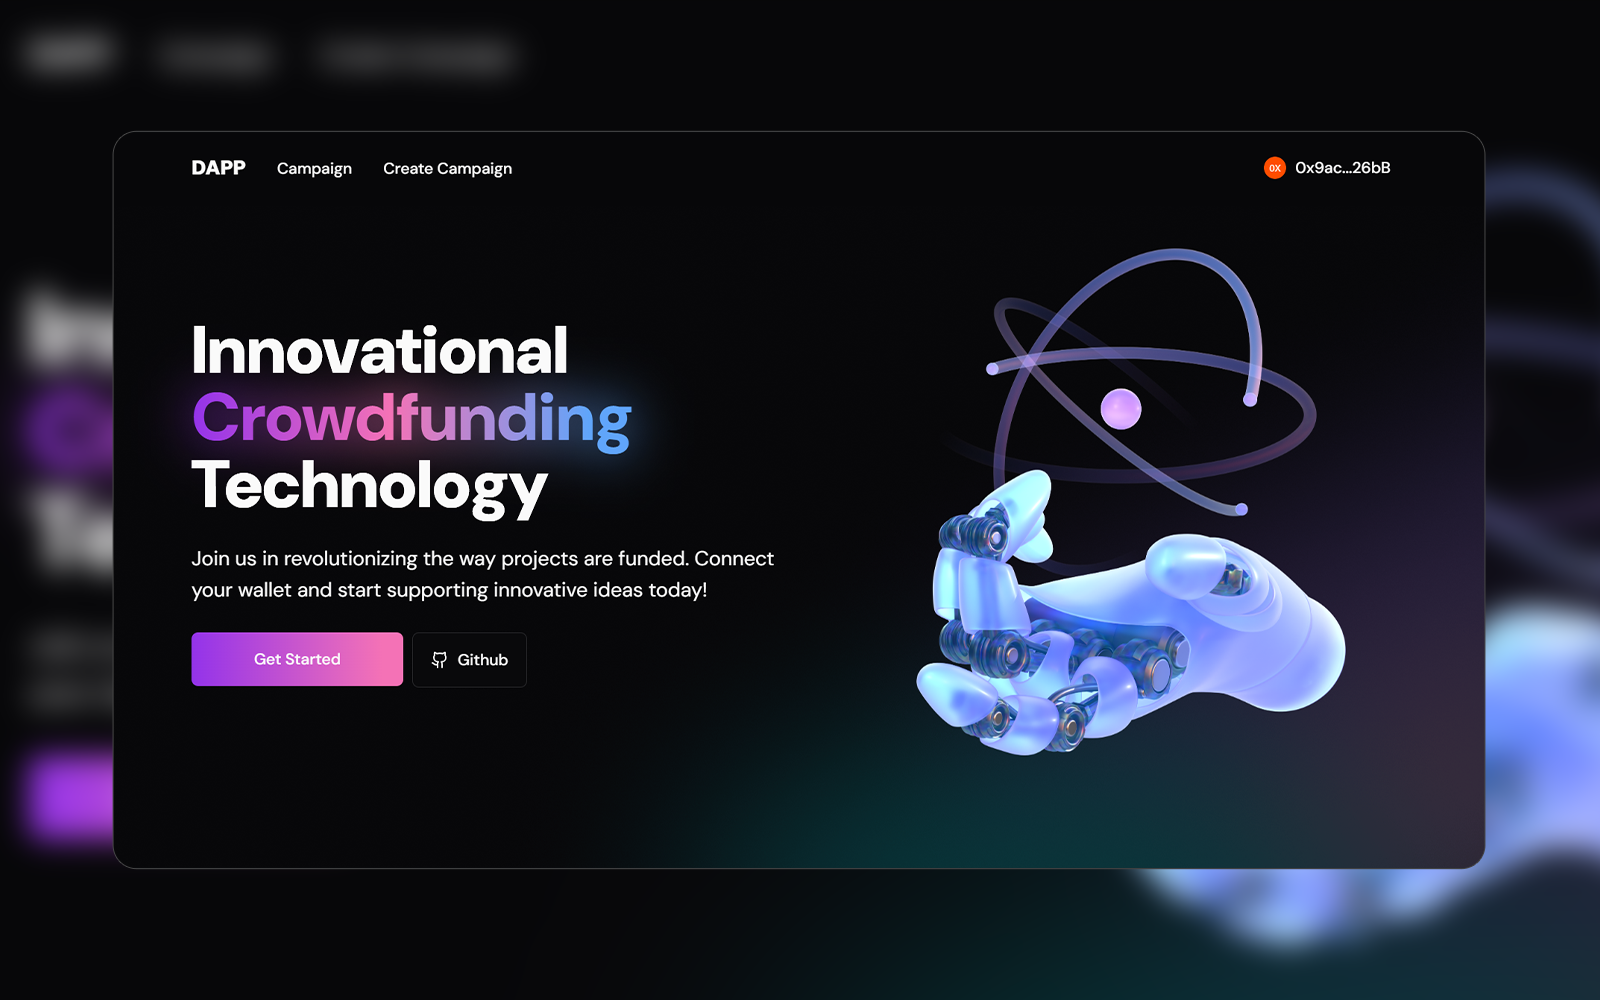 DAPP Campaign Create Campaign 0X 0x9ac...26bB
Innovational
Crowdfunding
Technology
Join us in revolutionizing the way projects are funded. Connect
your wallet and start supporting innovative ideas today!
Get Started Github